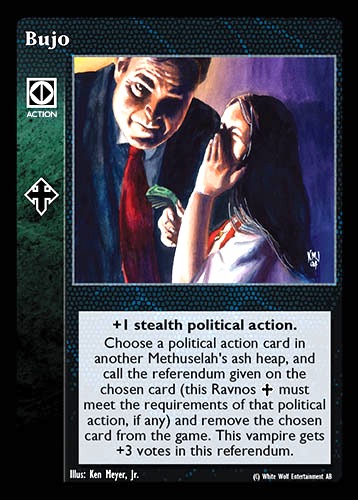 Bujo
ACTION
+1 stealth political action.
Choose a political action card in
another Methuselah's ash heap, and
call the referendum given on the
chosen card (this Ravnos must
meet the requirements of that political
action, if any) and remove the chosen
card from the game. This vampire gets
+3 votes in this referendum.
Illus: Ken Meyer, Jr.
(C) White Wolf Entertainment AB